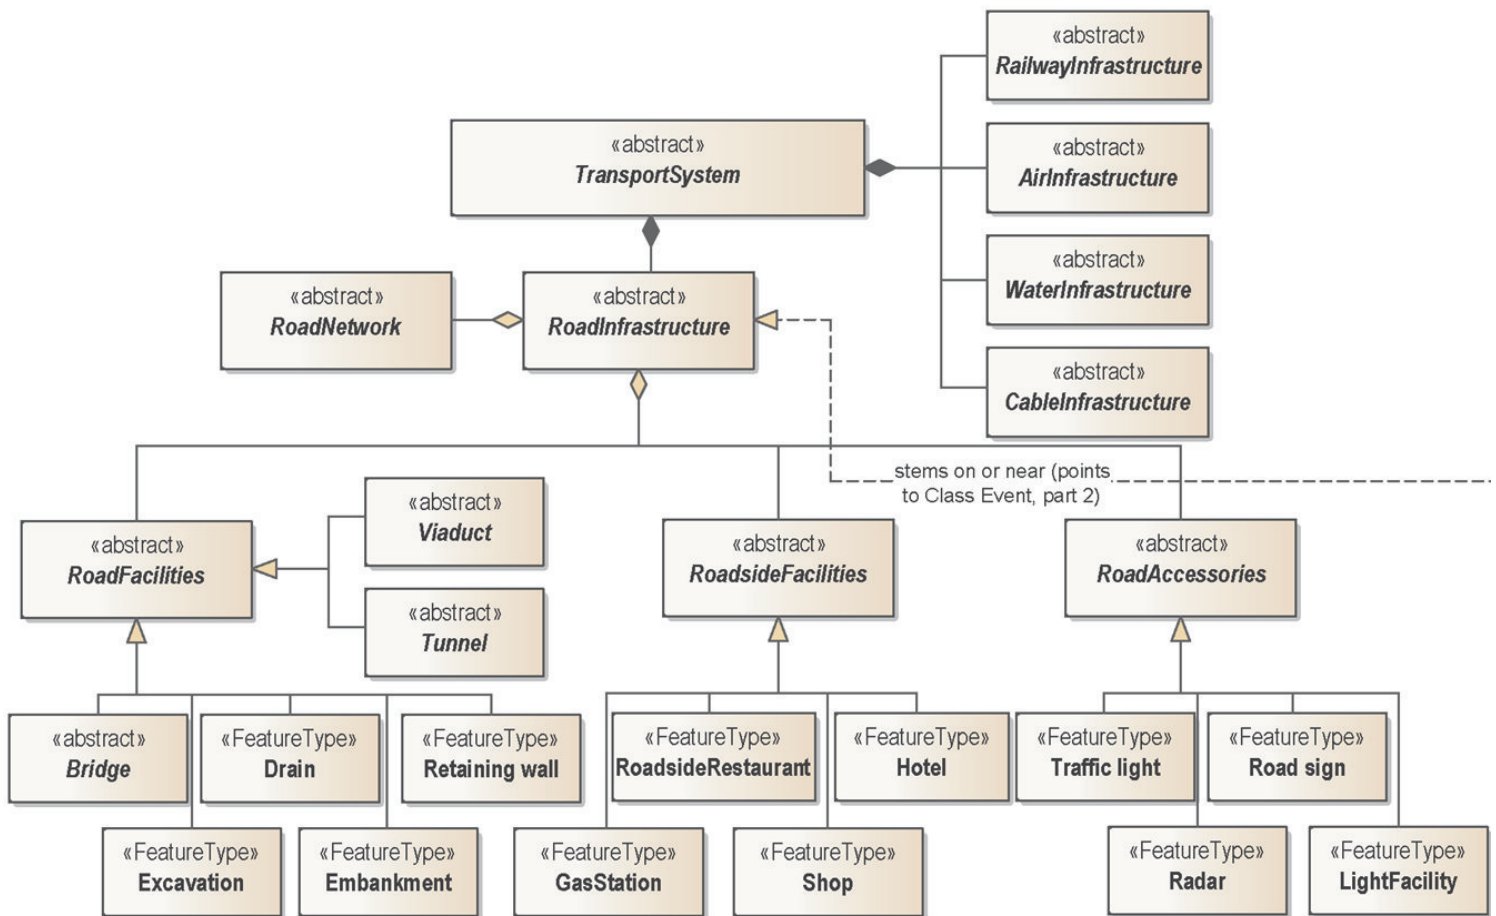 «abstract»
RailwayInfrastructure
«abstract»
TransportSystem
«abstract»
AirInfrastructure
«abstract»
WaterInfrastructure
«abstract»
RoadNetwork
«abstract»
RoadInfrastructure
«abstract»
CableInfrastructure
stems on or near (points
to Class Event, part 2)
«abstract»
RoadFacilities
«abstract»
Viaduct
«abstract»
Tunnel
«abstract»
RoadsideFacilities
«abstract»
RoadAccessories
«abstract»
Bridge
«FeatureType»
Drain
«FeatureType»
Retaining wall
«FeatureType»
RoadsideRestaurant
«FeatureType»
Hotel
«FeatureType»
Traffic light
«FeatureType»
Road sign
«FeatureType»
Excavation
«FeatureType»
Embankment
«FeatureType»
GasStation
«FeatureType»
Shop
«FeatureType»
Radar
«FeatureType»
LightFacility